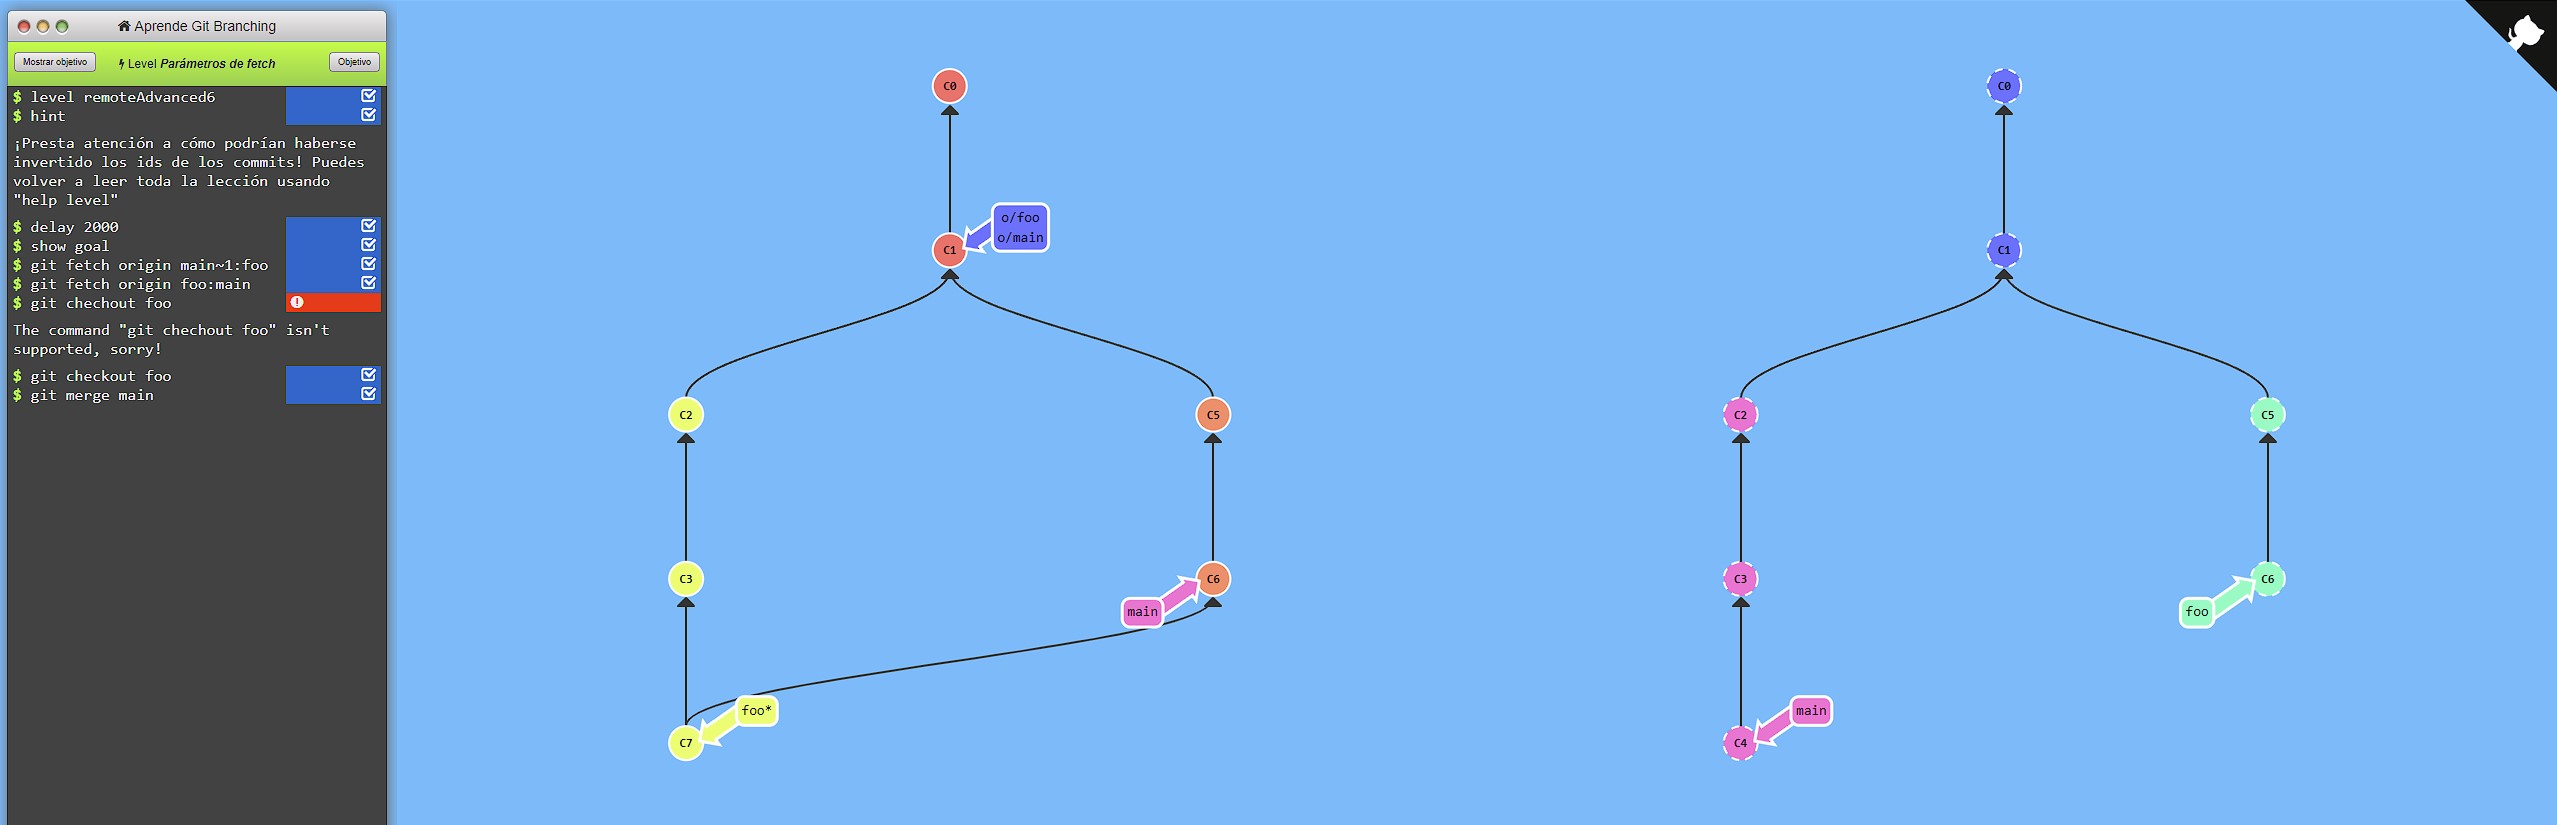 Aprende Git Branching
Mostrar objetivo
Level Parámetros de fetch
Objetivo
$ level remoteAdvanced6
$ hint
¡Presta atención a cómo podrían haberse
invertido los ids de los commits! Puedes
volver a leer toda la lección usando
"help level"
$ delay 2000
$ show goal
$ git fetch origin main~1:foo
$ git fetch origin foo:main
$ git chechout foo
The command "git chechout foo" isn't
supported, sorry!
$ git checkout foo
$ git merge main
C0
o/foo
o/main
C1
C2
C5
C3
C6
main
foo*
C7
C0
C1
C2
C5
C3
C6
foo
main
C4